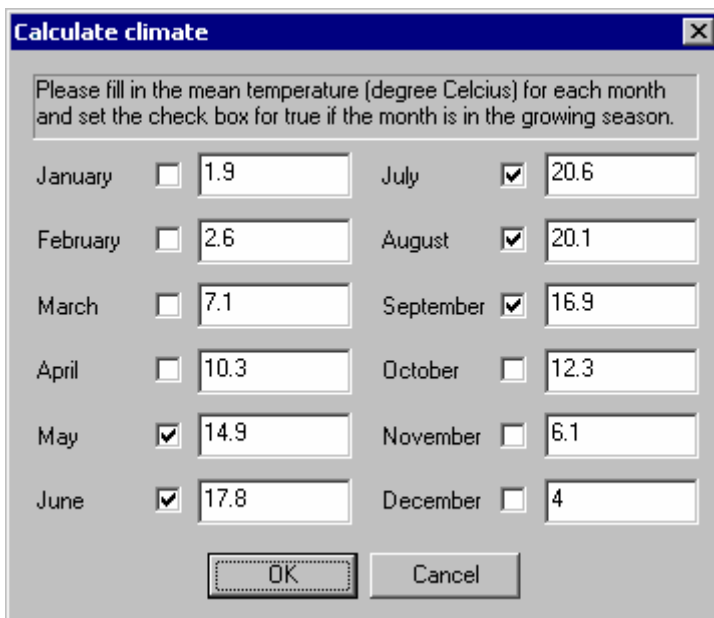 Calculate climate
Please fill in the mean temperature (degree Celcius) for each month
and set the check box for true if the month is in the growing season.
January 1.9 July 20.6
February 2.6 August 20.1
March 7.1 September 16.9
April 10.3 October 12.3
May 14.9 November 6.1
June 17.8 December 4
OK Cancel